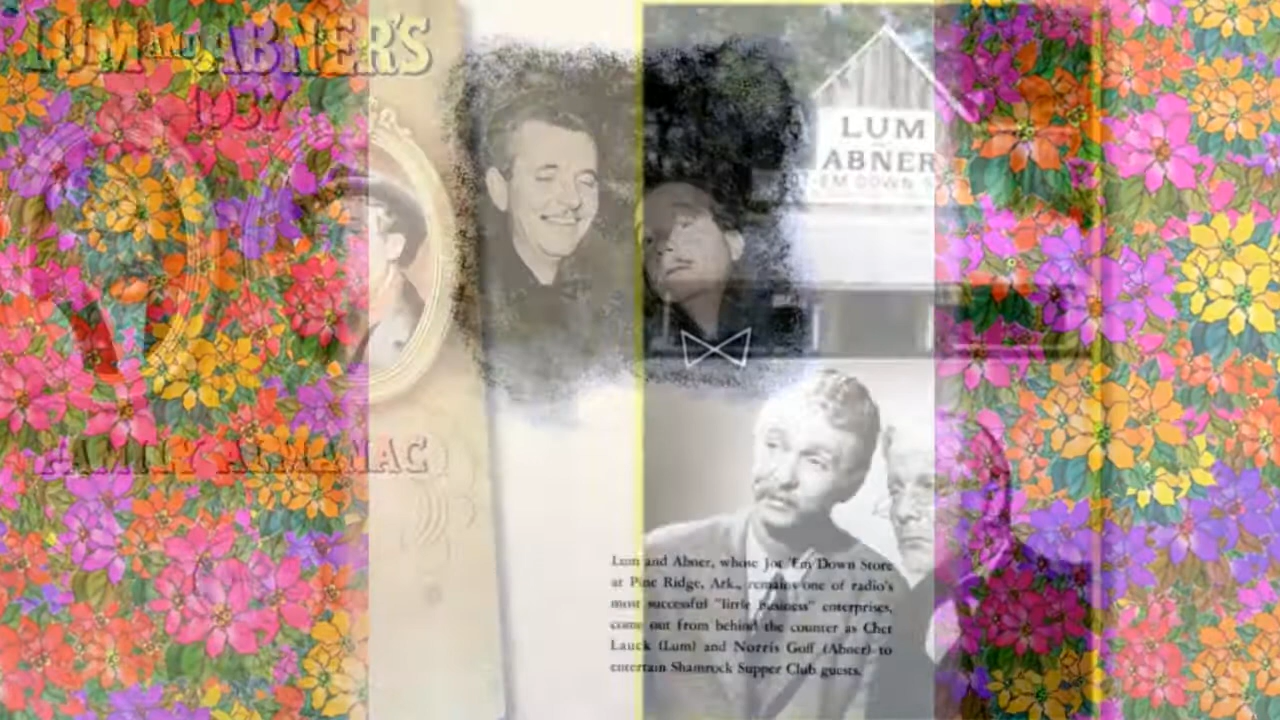 LUM AND ABNER'S
1937
FAMILY ALMANAC
LUM
ABNER
EM DOWN
Lum and Abner, whose Jot 'Em Down Store
at Pine Ridge, Ark., remains one of radio's
most successful "little business" enterprises,
come out from behind the counter as Chet
Lauck (Lum) and Norris Goff (Abner) to
entertain Shamrock Supper Club guests.